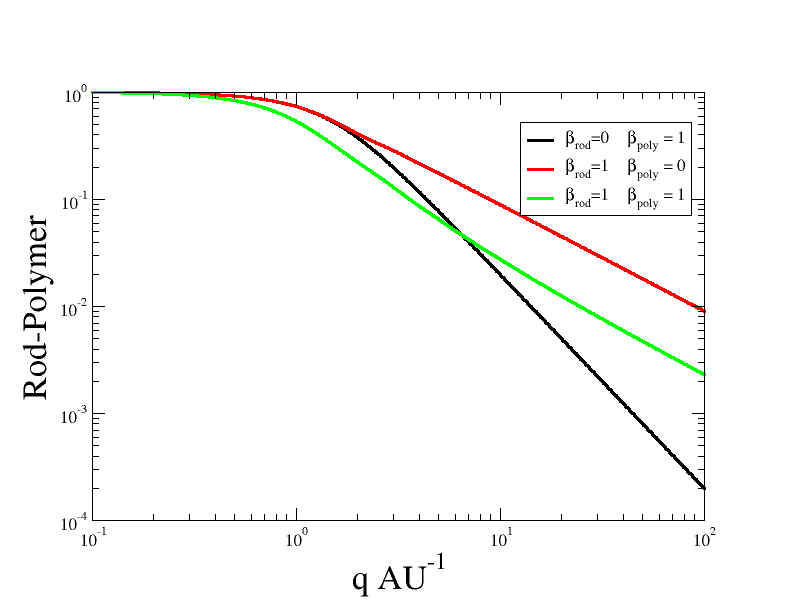 10^0
10^-1
10^-2
10^-3
10^-4
Rod-Polymer
β_rod=0 β_poly = 1
β_rod=1 β_poly = 0
β_rod=1 β_poly = 1
10^-1 10^0 10^1 10^2
q AU^-1